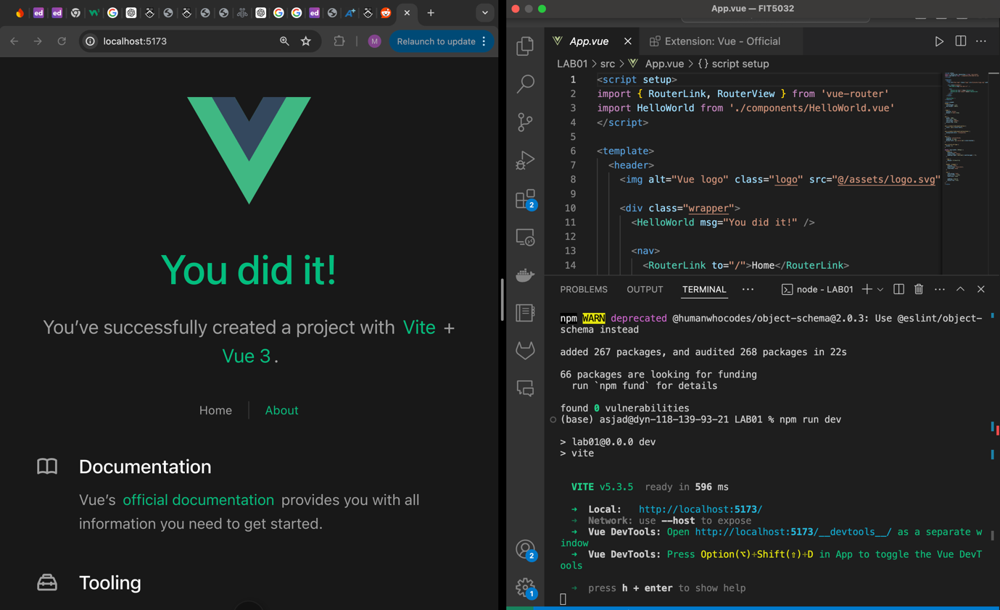 ed
ed
ed
localhost:5173
M
Relaunch to update
You did it!
You’ve successfully created a project with Vite +
Vue 3.
Home
About
Documentation
Vue’s official documentation provides you with all
information you need to get started.
Tooling
App.vue — FIT5032
App.vue
Extension: Vue - Official
LAB01 > src > App.vue > {} script setup
1 <script setup>
2 import { RouterLink, RouterView } from 'vue-router'
3 import HelloWorld from './components/HelloWorld.vue'
4 </script>
5
6 <template>
7 <header>
8 <img alt="Vue logo" class="logo" src="@/assets/logo.svg"
9
10 <div class="wrapper">
11 <HelloWorld msg="You did it!" />
12
13 <nav>
14 <RouterLink to="/">Home</RouterLink>
2
2
1
PROBLEMS
OUTPUT
TERMINAL
node - LAB01
npm WARN deprecated @humanwhocodes/object-schema@2.0.3: Use @eslint/object-
schema instead
added 267 packages, and audited 268 packages in 22s
66 packages are looking for funding
run `npm fund` for details
found 0 vulnerabilities
(base) asjad@dyn-118-139-93-21 LAB01 % npm run dev
> lab01@0.0.0 dev
> vite
VITE v5.3.5 ready in 596 ms
➜ Local: http://localhost:5173/
➜ Network: use --host to expose
➜ Vue DevTools: Open http://localhost:5173/__devtools__/ as a separate w
indow
➜ Vue DevTools: Press Option(⌥)+Shift(⇧)+D in App to toggle the Vue DevT
ools
➜ press h + enter to show help